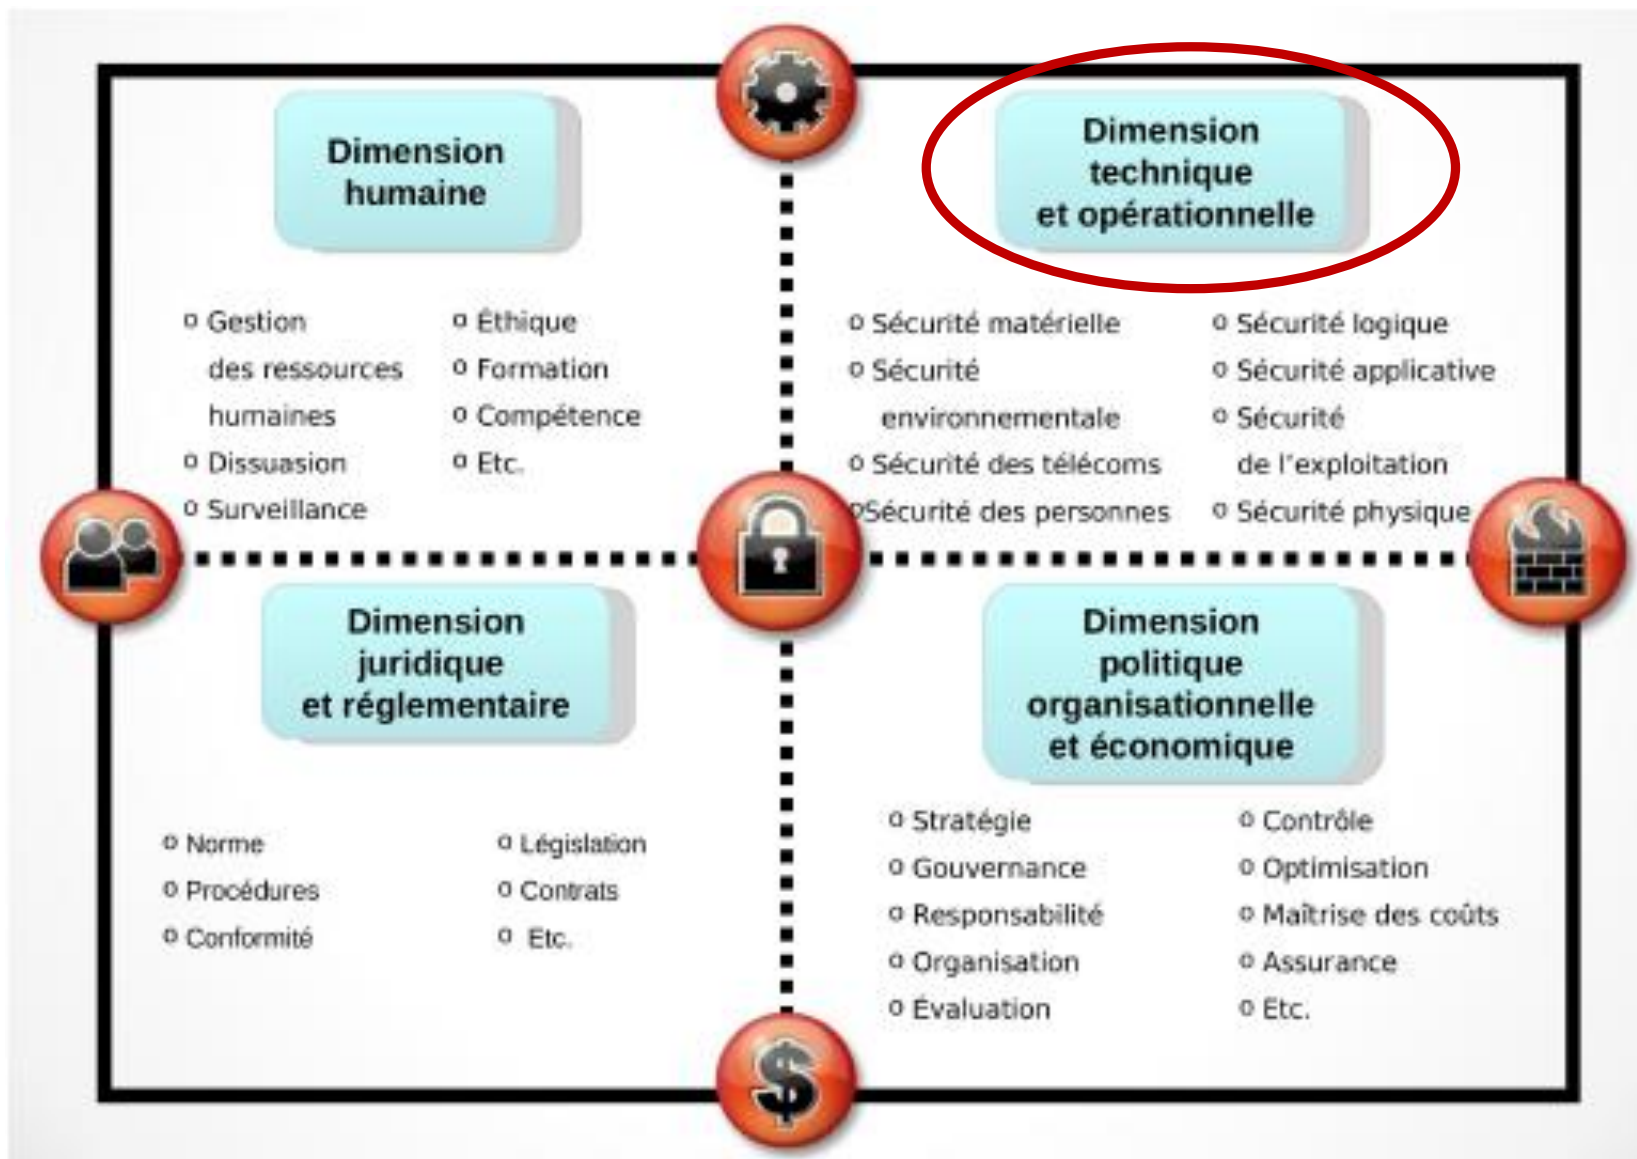 Dimension
humaine
o Gestion
des ressources
humaines
o Dissuasion
o Surveillance
o Éthique
o Formation
o Compétence
o Etc.
Dimension
technique
et opérationnelle
o Sécurité matérielle
o Sécurité
environnementale
o Sécurité des télécoms
oSécurité des personnes
o Sécurité logique
o Sécurité applicative
o Sécurité
de l'exploitation
o Sécurité physique
Dimension
juridique
et réglementaire
o Norme
o Procédures
o Conformité
o Législation
o Contrats
o Etc.
Dimension
politique
organisationnelle
et économique
o Stratégie
o Gouvernance
o Responsabilité
o Organisation
o Évaluation
o Contrôle
o Optimisation
o Maîtrise des coûts
o Assurance
o Etc.
$